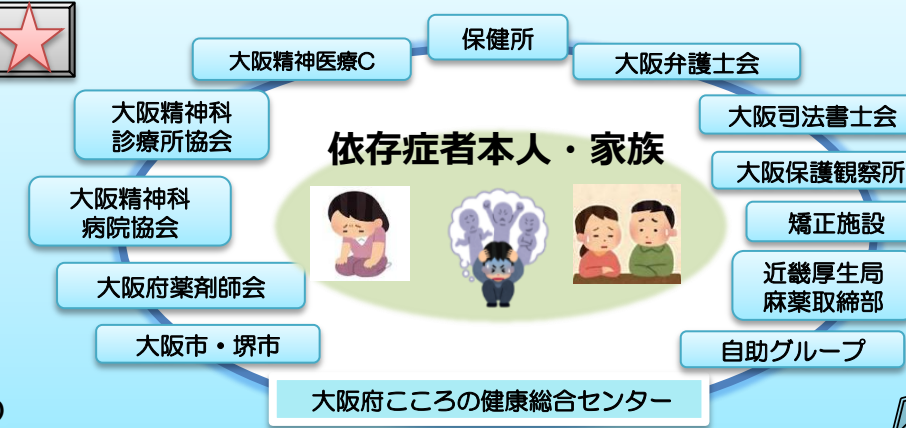 保健所
大阪精神医療C
大阪弁護士会
大阪精神科
診療所協会
大阪司法書士会
依存症者本人・家族
大阪保護観察所
大阪精神科
病院協会
矯正施設
大阪府薬剤師会
近畿厚生局
麻薬取締部
大阪市・堺市
自助グループ
大阪府こころの健康総合センター